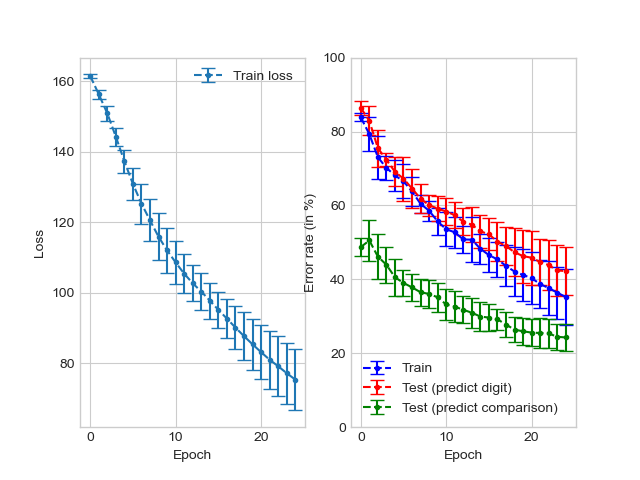 Train loss
160
140
120
100
80
Loss
0
10
20
Epoch
100
80
60
40
20
0
Error rate (in %)
Train
Test (predict digit)
Test (predict comparison)
0
10
20
Epoch